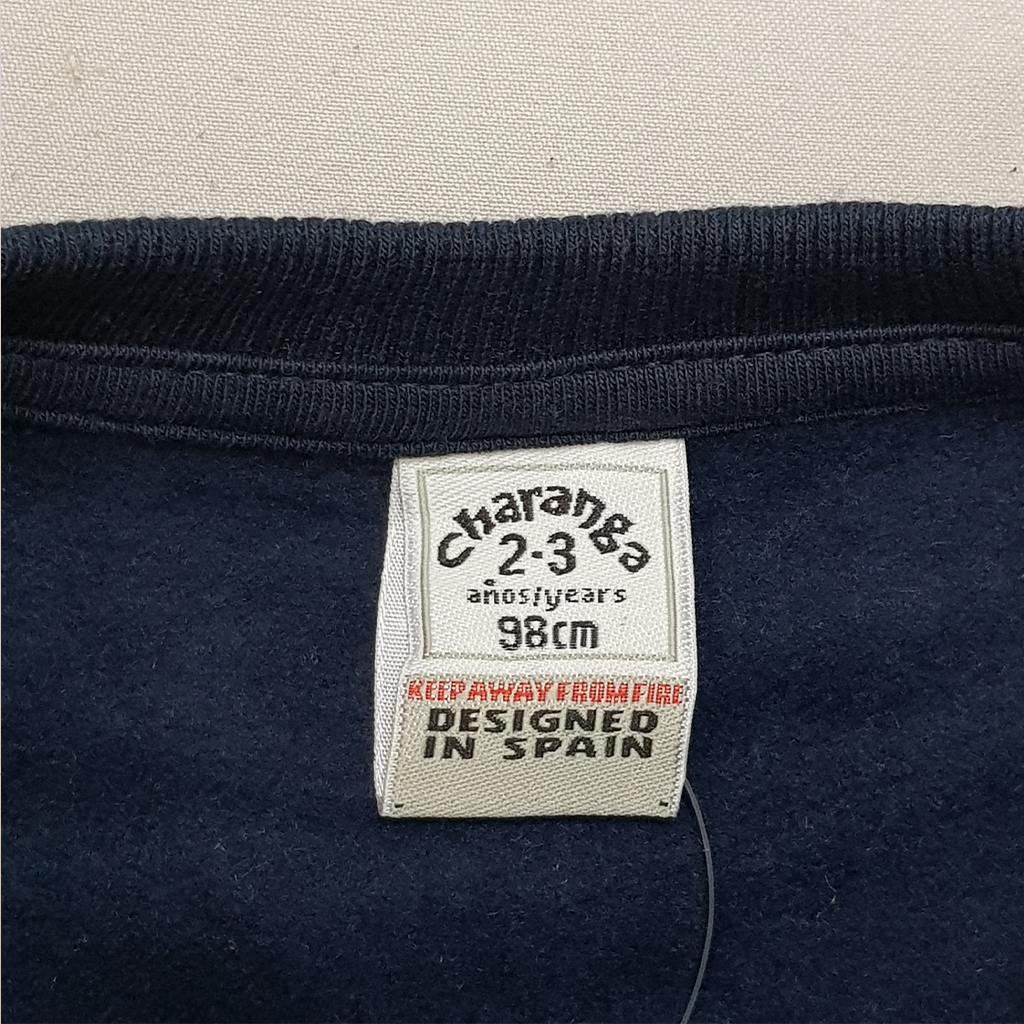 charanga
2-3
años/years
98cm
KEEP AWAY FROM FIRE
DESIGNED
IN SPAIN